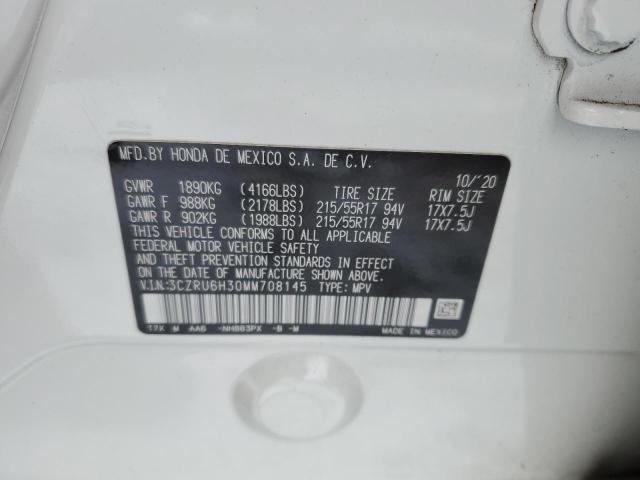 MFD.BY HONDA DE MEXICO S.A. DE C.V.
10/'20
GVWR 1890KG (4166LBS) TIRE SIZE RIM SIZE
GAWR F 988KG (2178LBS) 215/55R17 94V 17X7.5J
GAWR R 902KG (1988LBS) 215/55R17 94V 17X7.5J
THIS VEHICLE CONFORMS TO ALL APPLICABLE
FEDERAL MOTOR VEHICLE SAFETY
AND THEFT PREVENTION STANDARDS IN EFFECT ON THE
DATE OF MANUFACTURE SHOWN ABOVE.
V.I.N:3CZRU6H30MM708145 TYPE: MPV
T7X M AA6 -NH883PX -B -M MADE IN MEXICO